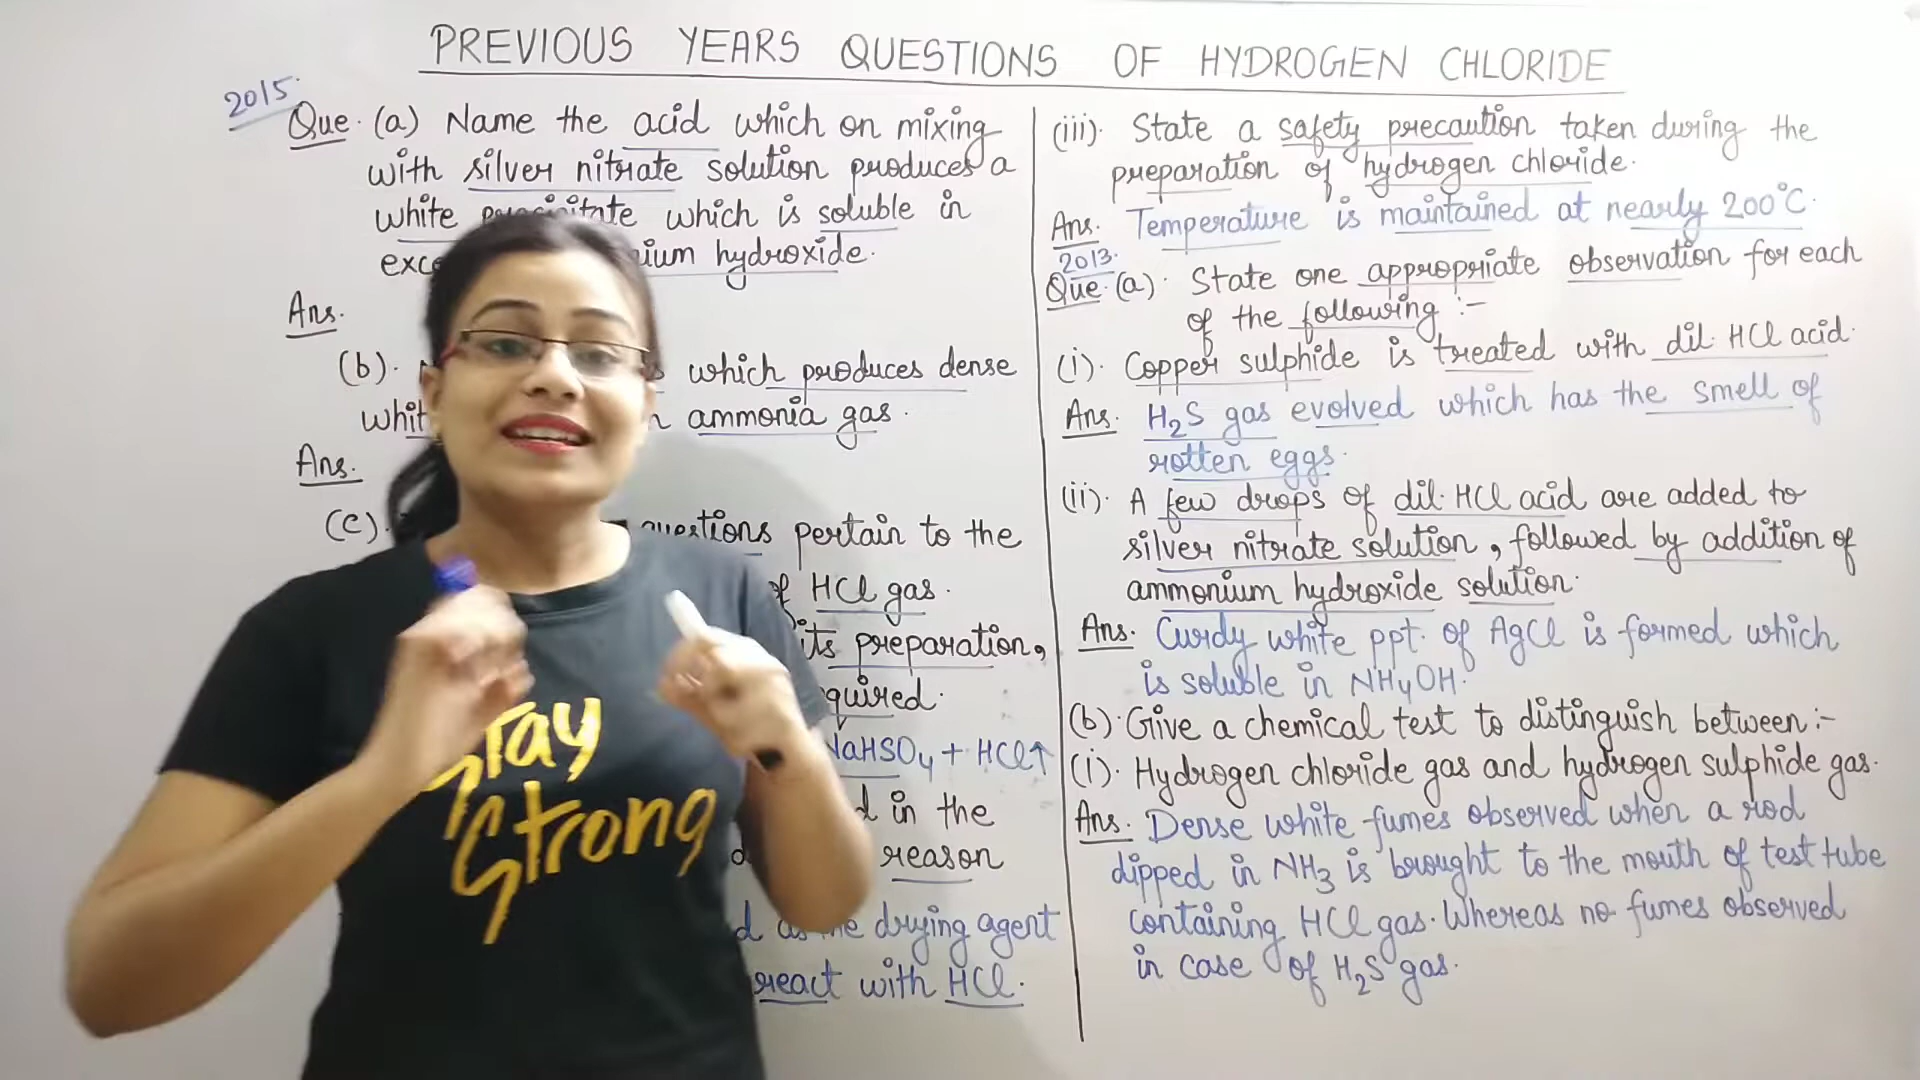 PREVIOUS YEARS QUESTIONS OF HYDROGEN CHLORIDE
2015.
Que. (a) Name the acid which on mixing
with silver nitrate solution produces a
white precipitate which is soluble in
hydroxide.
Ans.
(b). which produces dense
ammonia gas.
Ans.
(c). questions pertain to the
of HCl gas.
its preparation,
NaHSO4 + HCl↑
in the
reason
drying agent
react with HCl.
(iii). State a safety precaution taken during the
preparation of hydrogen chloride.
Ans. Temperature is maintained at nearly 200°C.
2013.
Que. (a). State one appropriate observation for each
of the following :-
(i). Copper sulphide is treated with dil. HCl acid.
Ans. H2S gas evolved which has the smell of
rotten eggs.
(ii). A few drops of dil. HCl acid are added to
silver nitrate solution, followed by addition of
ammonium hydroxide solution.
Ans. Curdy white ppt. of AgCl is formed which
is soluble in NH4OH.
(b). Give a chemical test to distinguish between :-
(i). Hydrogen chloride gas and hydrogen sulphide gas.
Ans. Dense white fumes observed when a rod
dipped in NH3 is brought to the mouth of test tube
containing HCl gas. Whereas no fumes observed
in case of H2S gas.
Stay
Strong